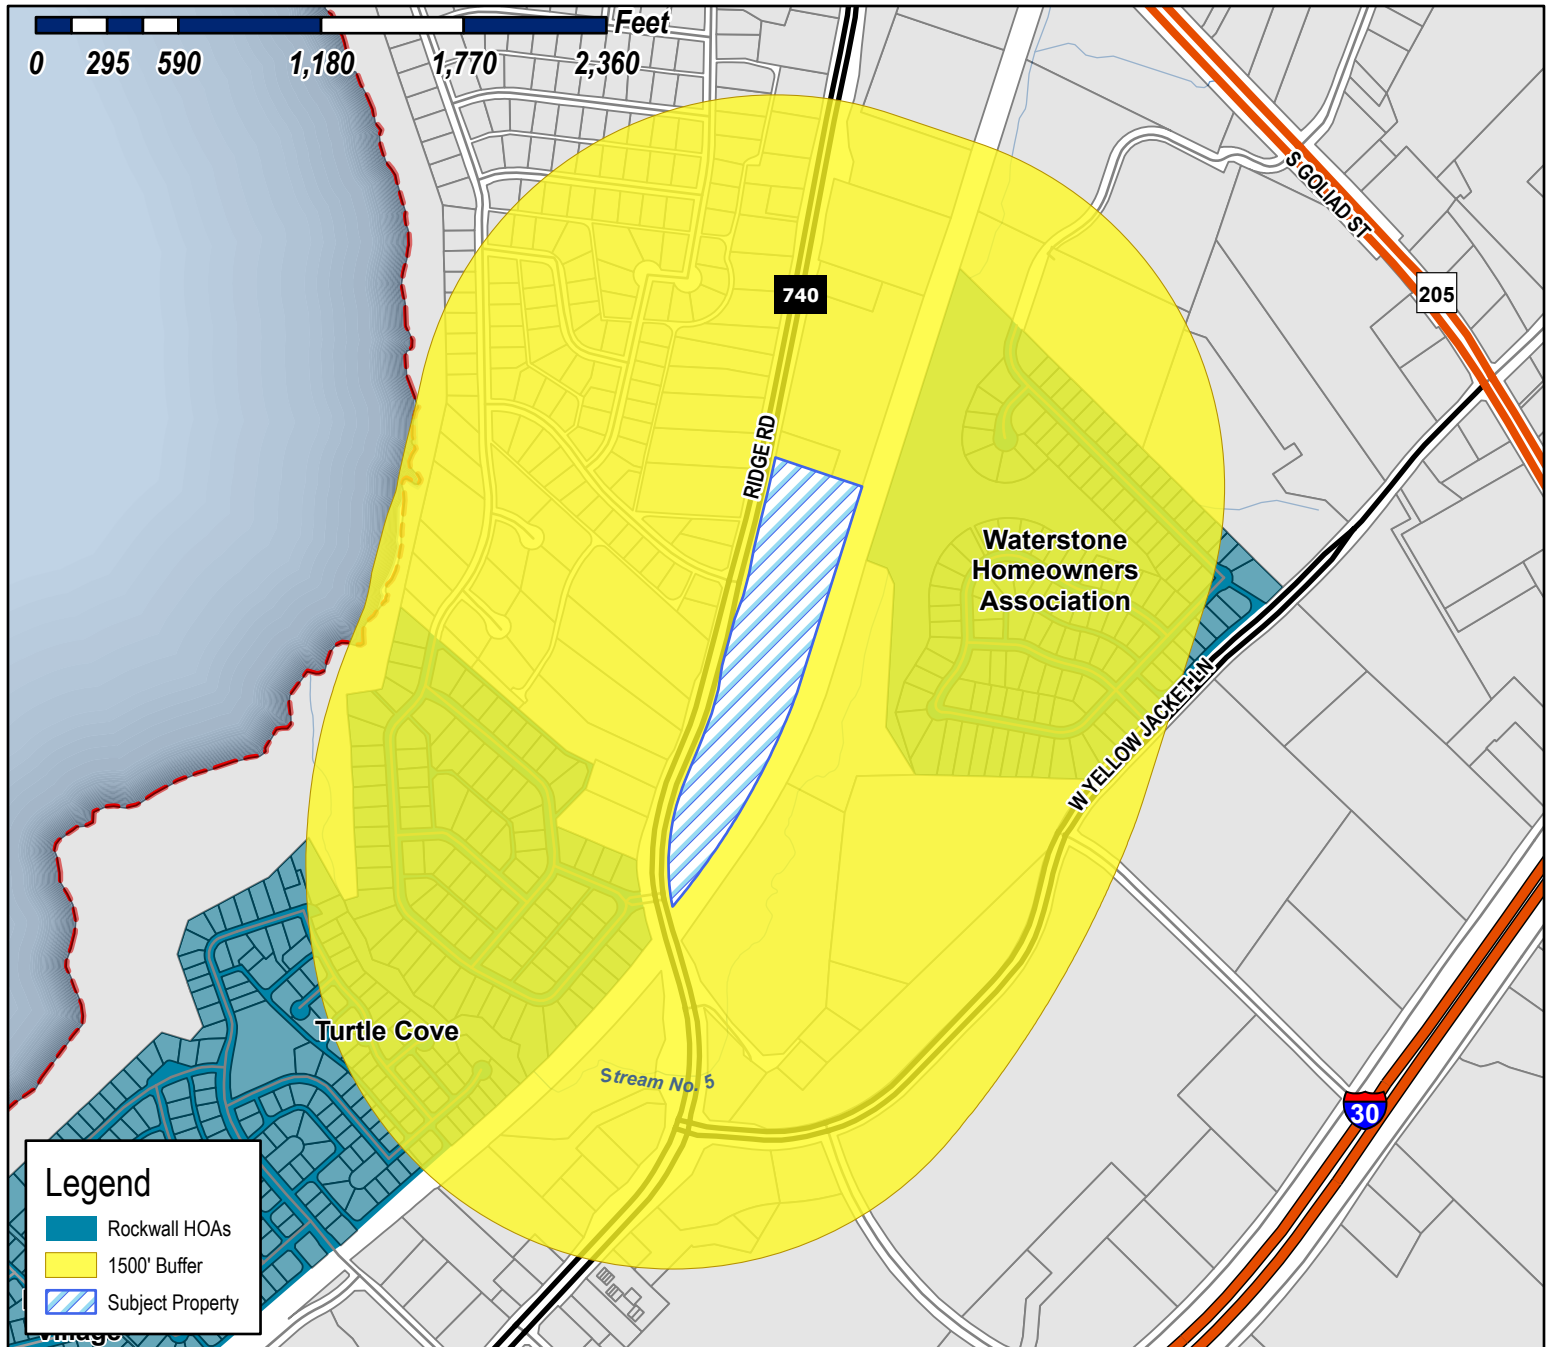 Feet
0 295 590 1,180 1,770 2,360
S GOLIAD ST
205
740
RIDGE RD
Waterstone
Homeowners
Association
W YELLOW JACKET LN
Turtle Cove
Stream No. 5
30
Legend
Rockwall HOAs
1500' Buffer
Subject Property
Village